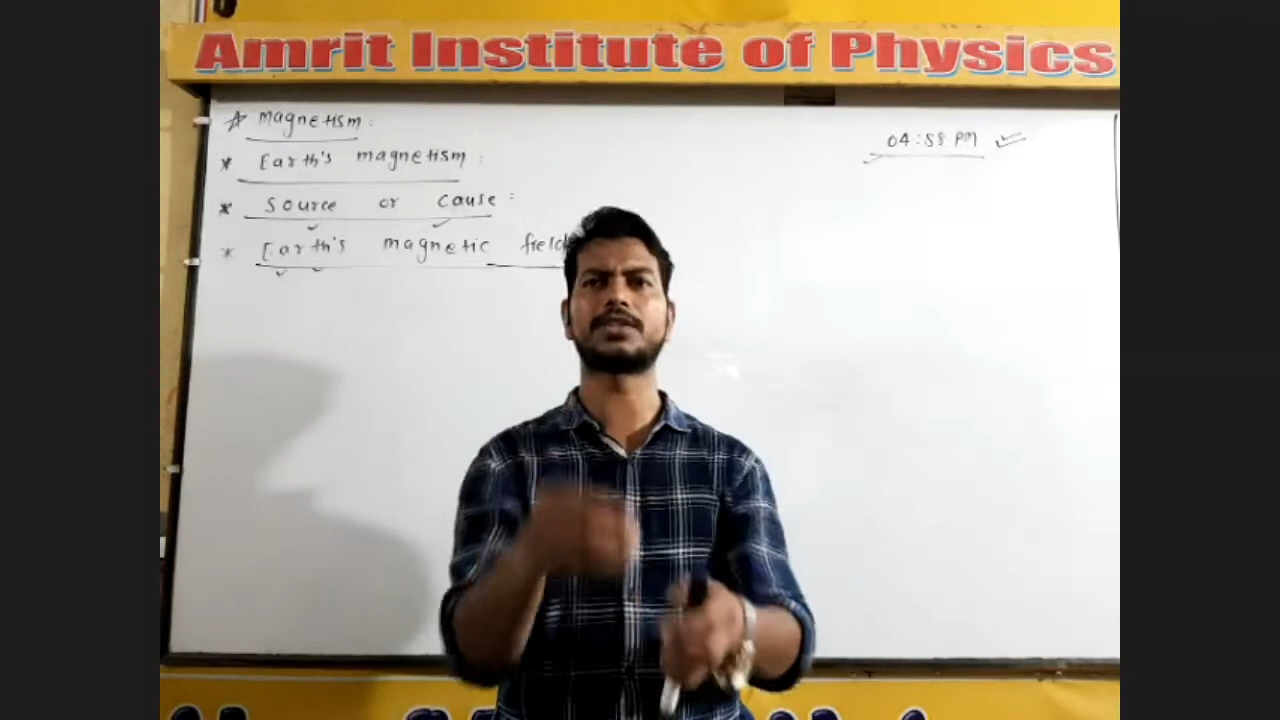 Amrit Institute of Physics
☆ magnetism :
04:58 PM
* Earth's magnetism :
* source or cause :
* Earth's magnetic field